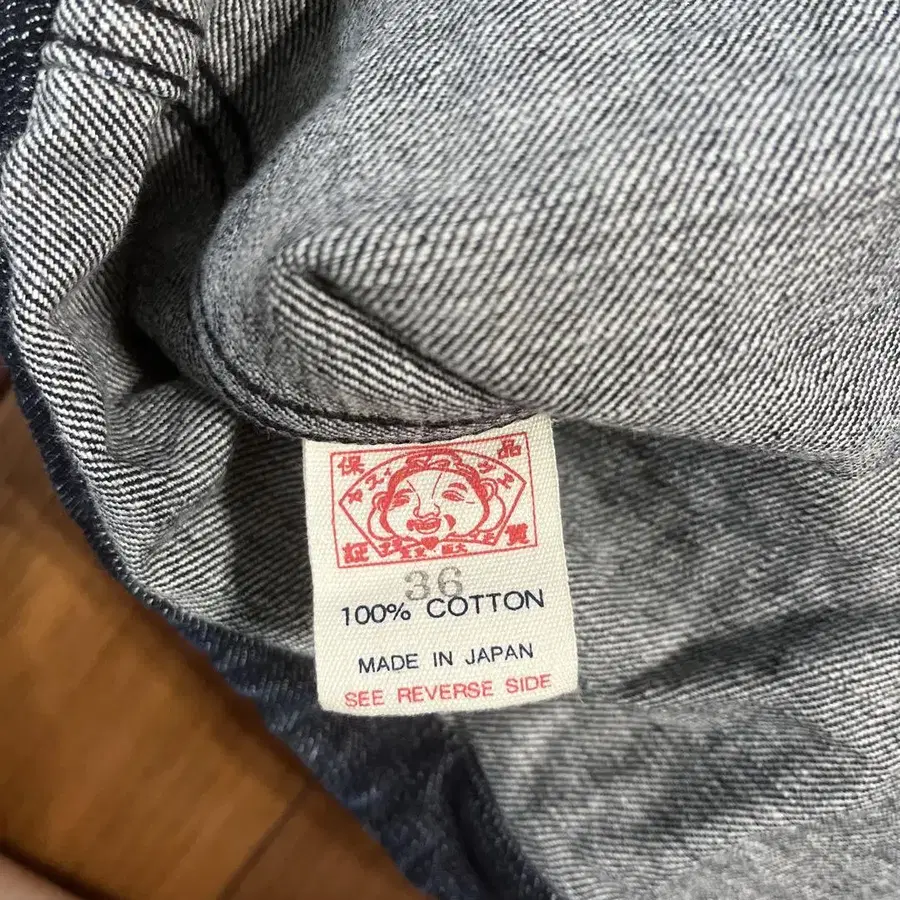 保 品
証 質
36
100% COTTON
MADE IN JAPAN
SEE REVERSE SIDE